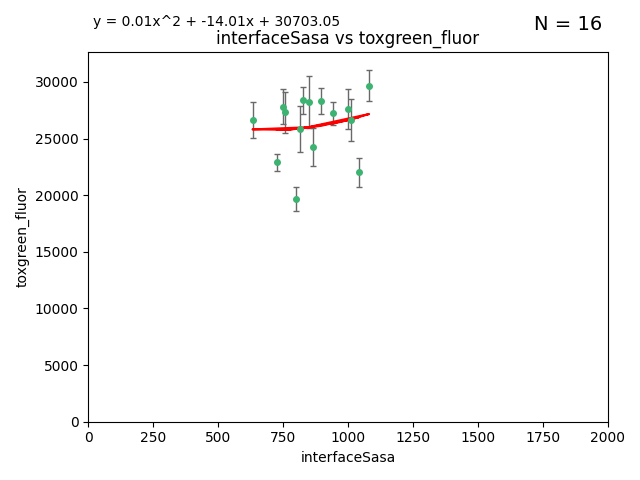 y = 0.01x^2 + -14.01x + 30703.05
N = 16
interfaceSasa vs toxgreen_fluor
30000
25000
20000
15000
10000
5000
0
toxgreen_fluor
0 250 500 750 1000 1250 1500 1750 2000
interfaceSasa